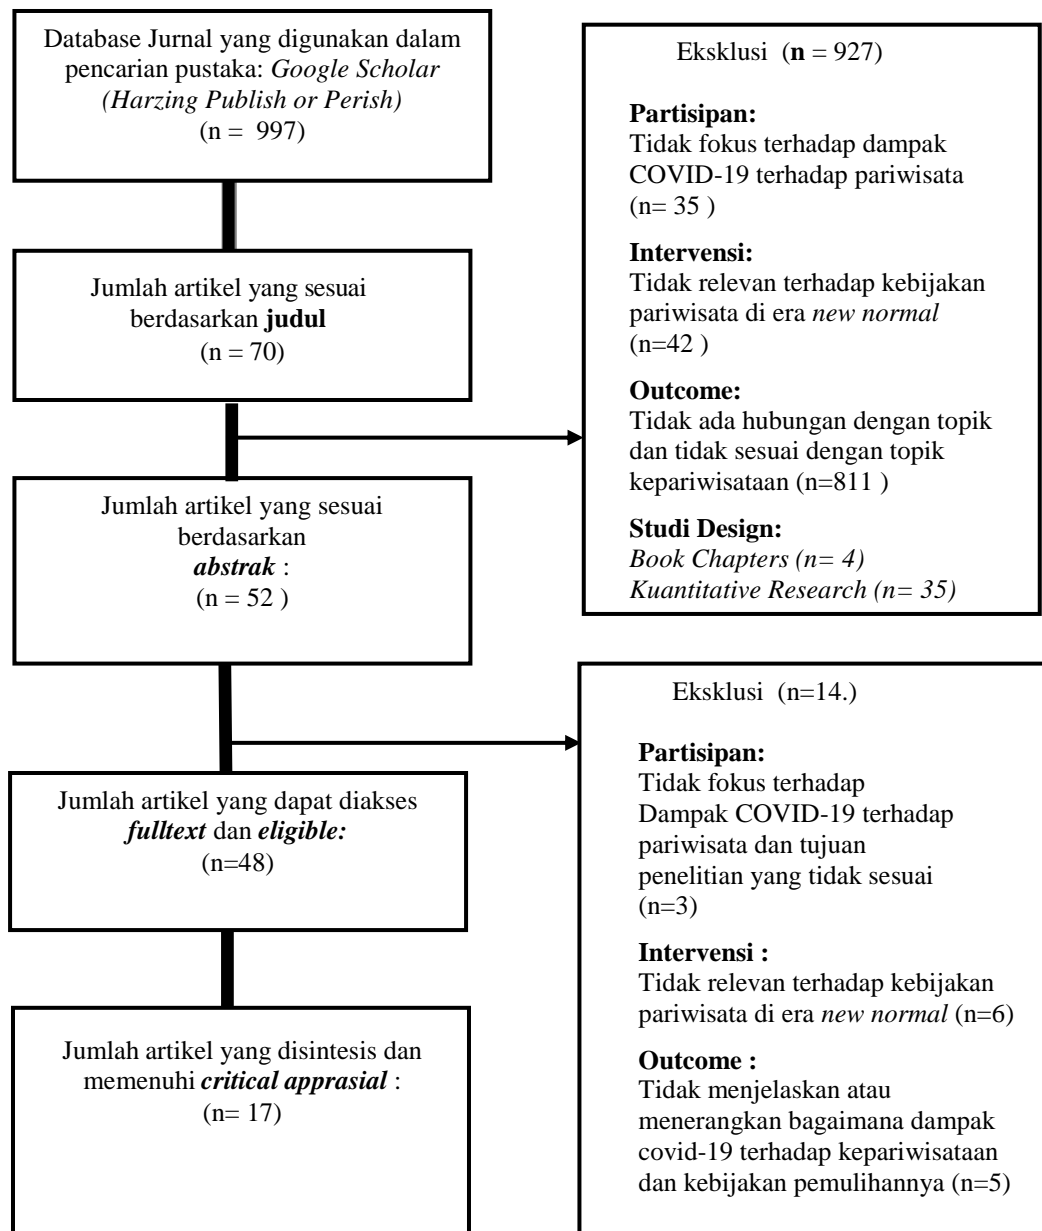 Database Jurnal yang digunakan dalam
pencarian pustaka: Google Scholar
(Harzing Publish or Perish)
(n = 997)
Jumlah artikel yang sesuai
berdasarkan judul
(n = 70)
Jumlah artikel yang sesuai
berdasarkan
abstrak :
(n = 52 )
Jumlah artikel yang dapat diakses
fulltext dan eligible:
(n=48)
Jumlah artikel yang disintesis dan
memenuhi critical apprasial :
(n= 17)
Eksklusi (n = 927)
Partisipan:
Tidak fokus terhadap dampak
COVID-19 terhadap pariwisata
(n= 35 )
Intervensi:
Tidak relevan terhadap kebijakan
pariwisata di era new normal
(n=42 )
Outcome:
Tidak ada hubungan dengan topik
dan tidak sesuai dengan topik
kepariwisataan (n=811 )
Studi Design:
Book Chapters (n= 4)
Kuantitative Research (n= 35)
Eksklusi (n=14.)
Partisipan:
Tidak fokus terhadap
Dampak COVID-19 terhadap
pariwisata dan tujuan
penelitian yang tidak sesuai
(n=3)
Intervensi :
Tidak relevan terhadap kebijakan
pariwisata di era new normal (n=6)
Outcome :
Tidak menjelaskan atau
menerangkan bagaimana dampak
covid-19 terhadap kepariwisataan
dan kebijakan pemulihannya (n=5)